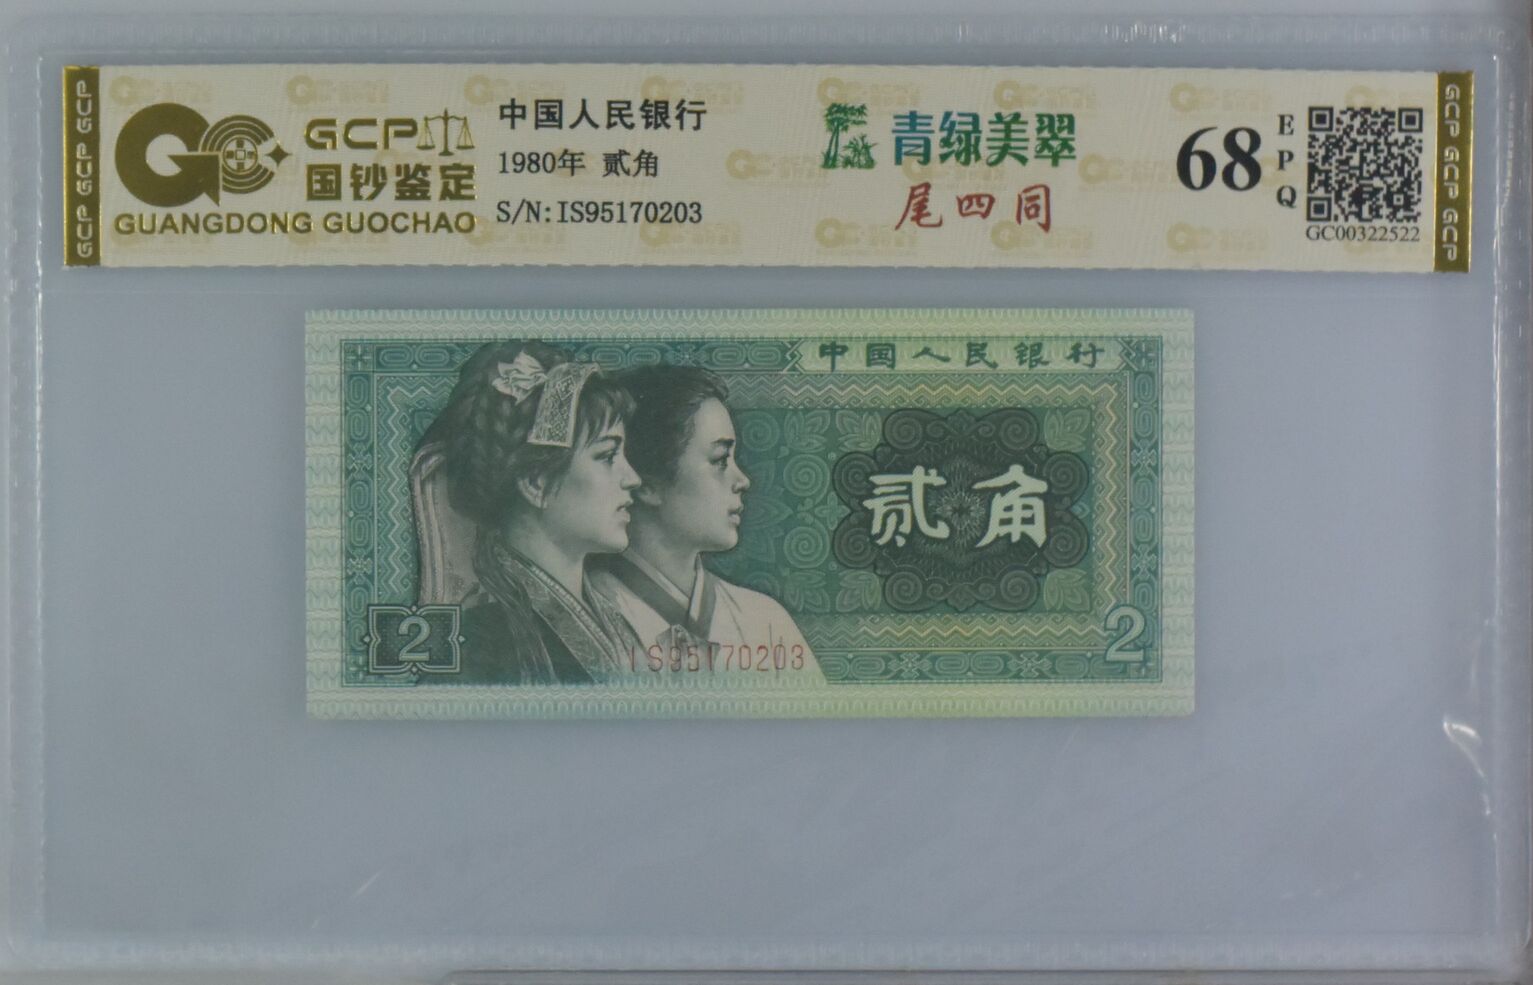 GCP
国钞鉴定
GUANGDONG GUOCHAO
中国人民银行
1980年 贰角
S/N:IS95170203
青绿美翠
尾四同
68
EPQ
GC00322522
GCP GCP GCP
GCP GCP GCP
中国人民银行
贰角
2
IS95170203
2